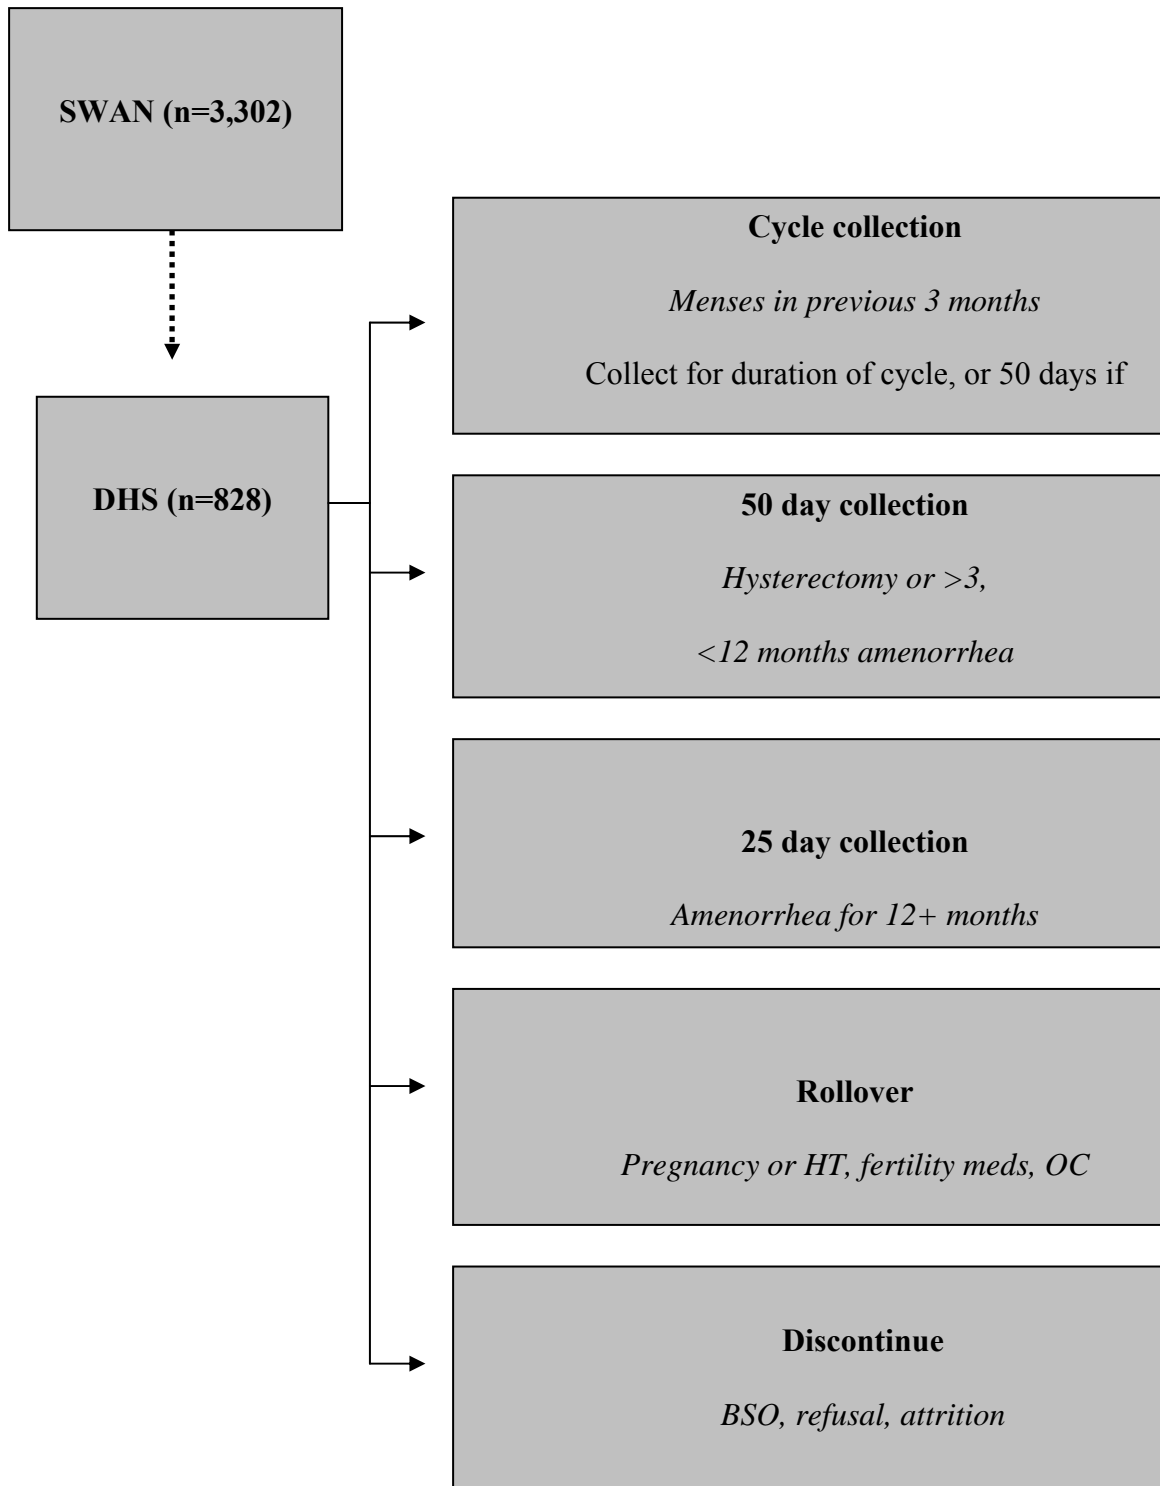 SWAN (n=3,302)
Cycle collection
Menses in previous 3 months
Collect for duration of cycle, or 50 days if
DHS (n=828)
50 day collection
Hysterectomy or >3,
<12 months amenorrhea
25 day collection
Amenorrhea for 12+ months
Rollover
Pregnancy or HT, fertility meds, OC
Discontinue
BSO, refusal, attrition